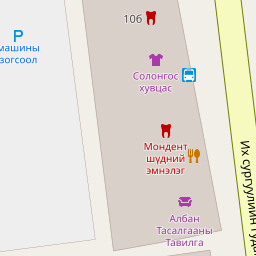 106
машины
зогсоол
Солонгос
хувцас
Мондент
шүдний
эмнэлэг
Албан
Тасалгааны
Тавилга
Их сургуулийн